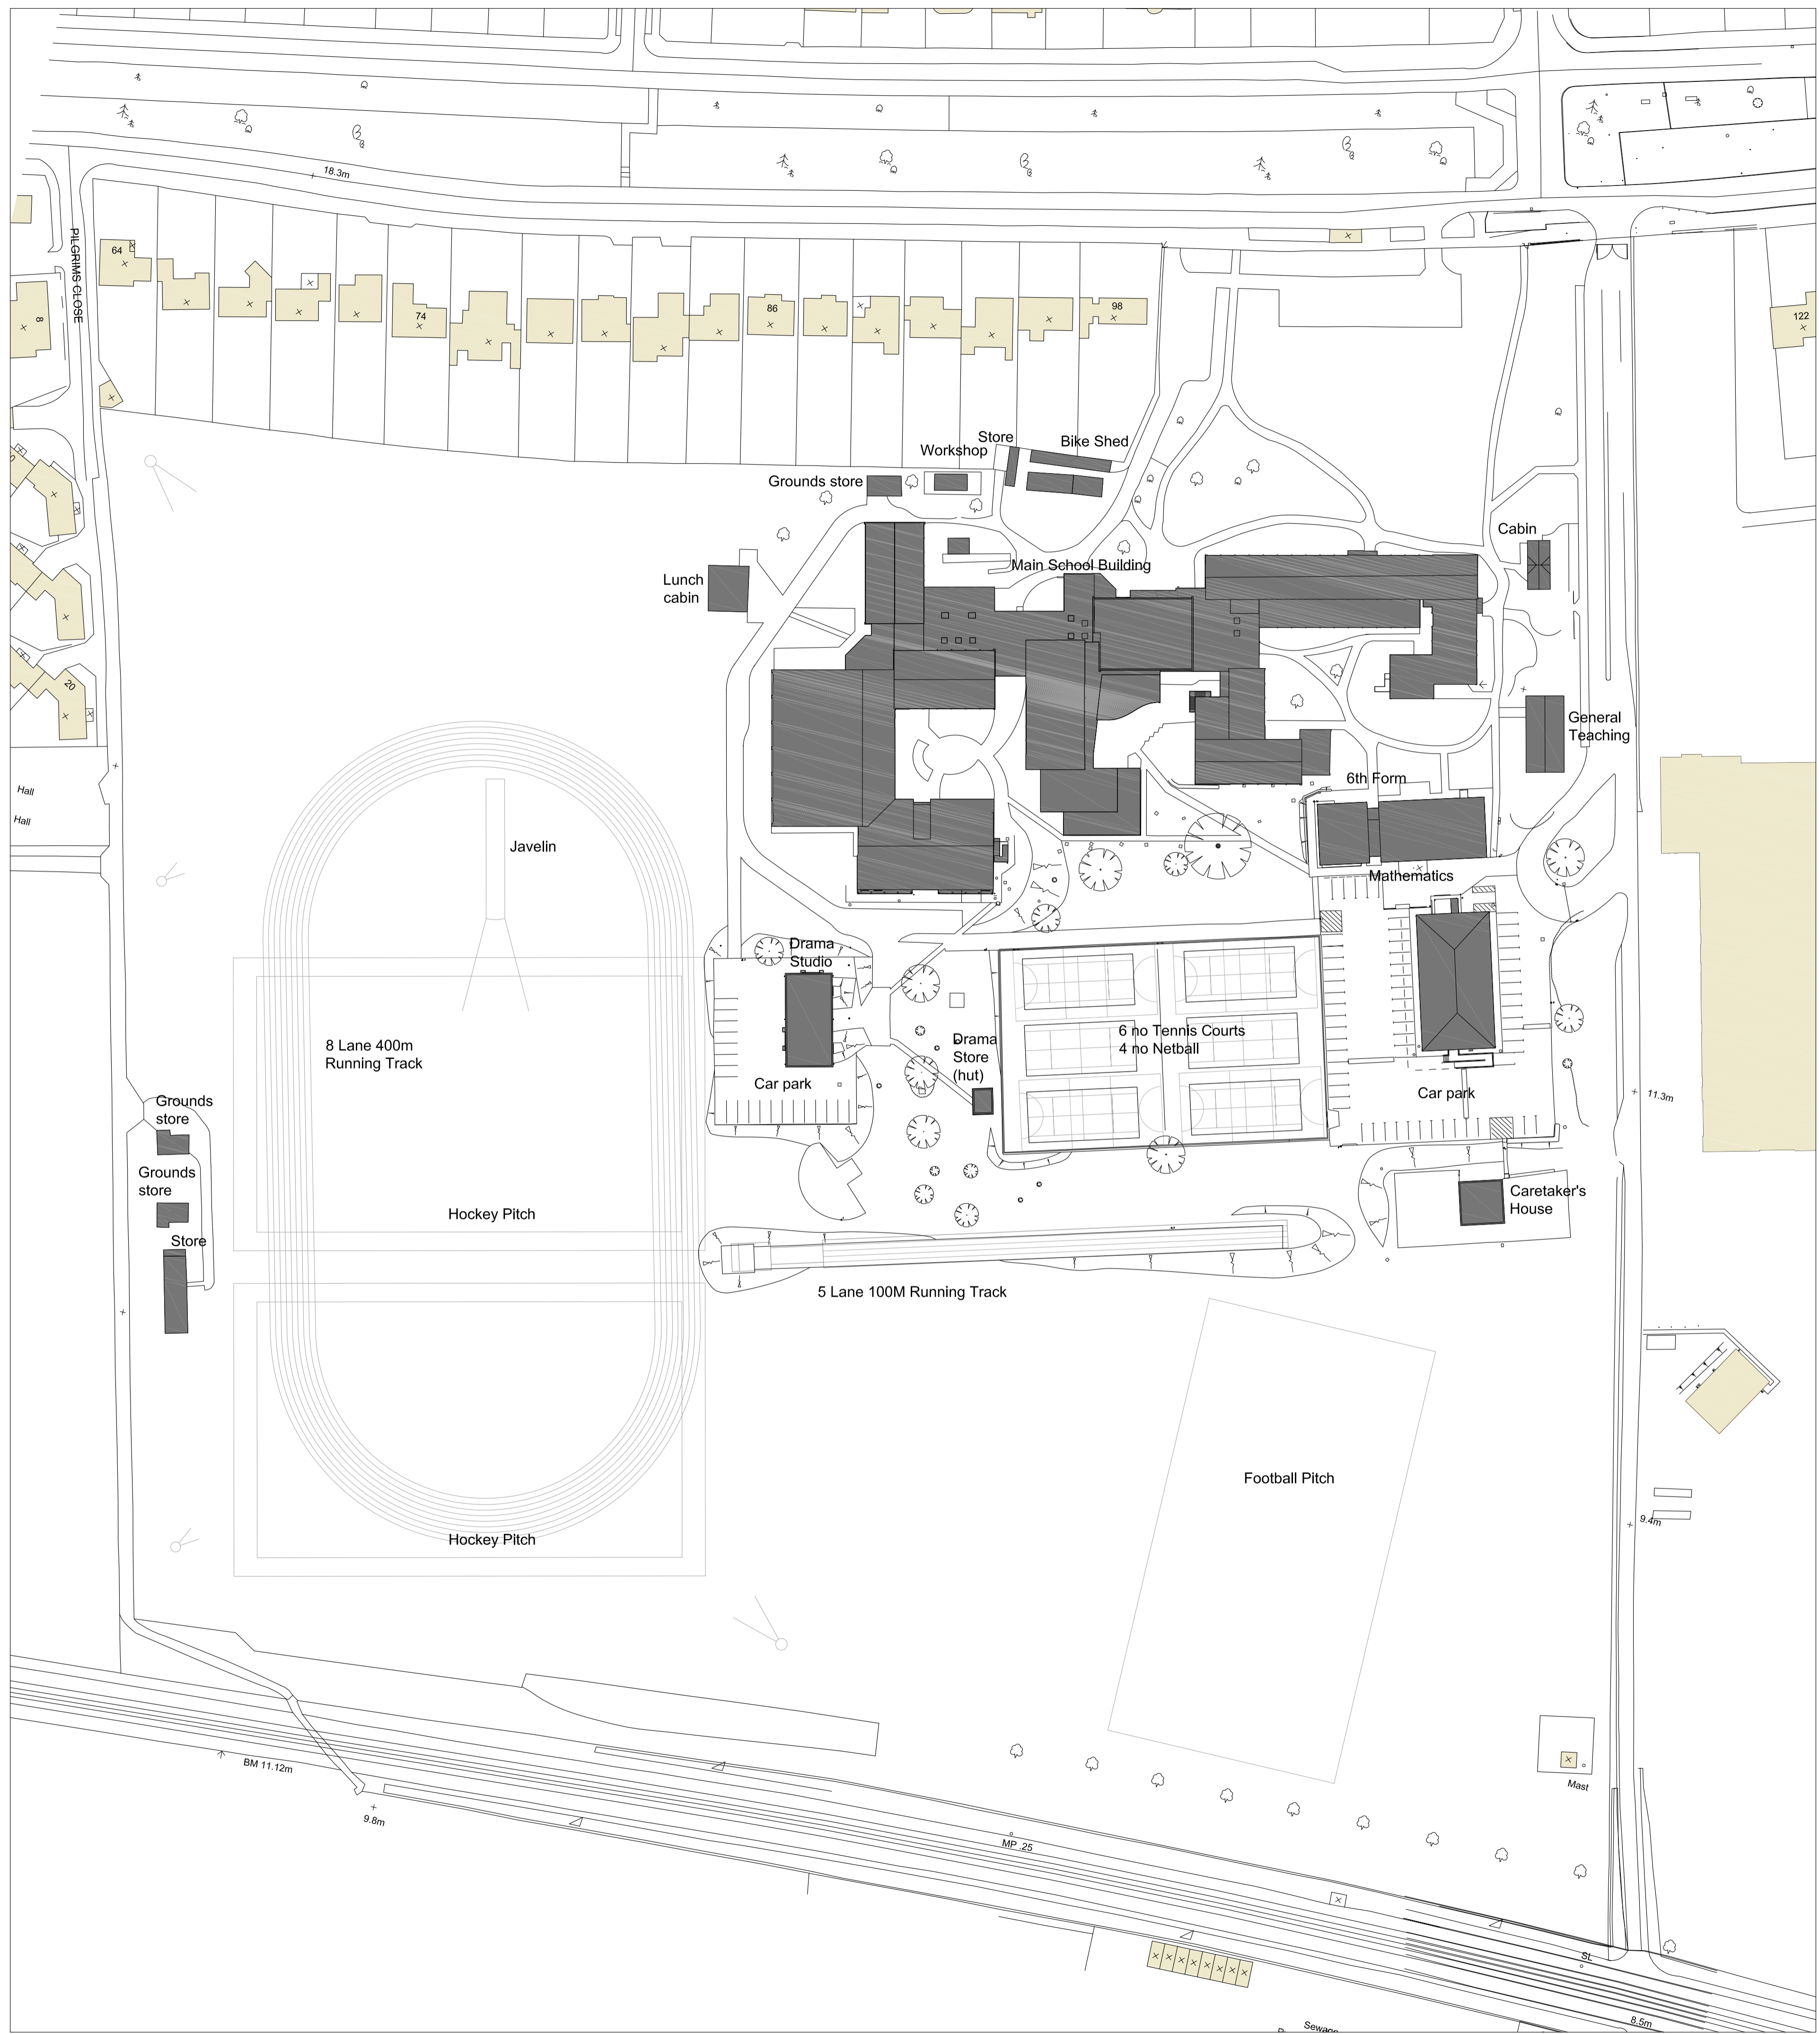 18.3m
PILGRIMS CLOSE
64
8
74
86
98
122
Store
Bike Shed
Workshop
Grounds store
Cabin
Main School Building
Lunch
cabin
20
General
Teaching
6th Form
Hall
Hall
Javelin
Mathematics
Drama
Studio
8 Lane 400m
Running Track
Drama
Store
(hut)
6 no Tennis Courts
4 no Netball
Car park
Car park
11.3m
Grounds
store
Grounds
store
Store
Hockey Pitch
Caretaker's
House
5 Lane 100M Running Track
Football Pitch
9.4m
Hockey Pitch
BM 11.12m
9.8m
Mast
MP .25
SL
8.5m